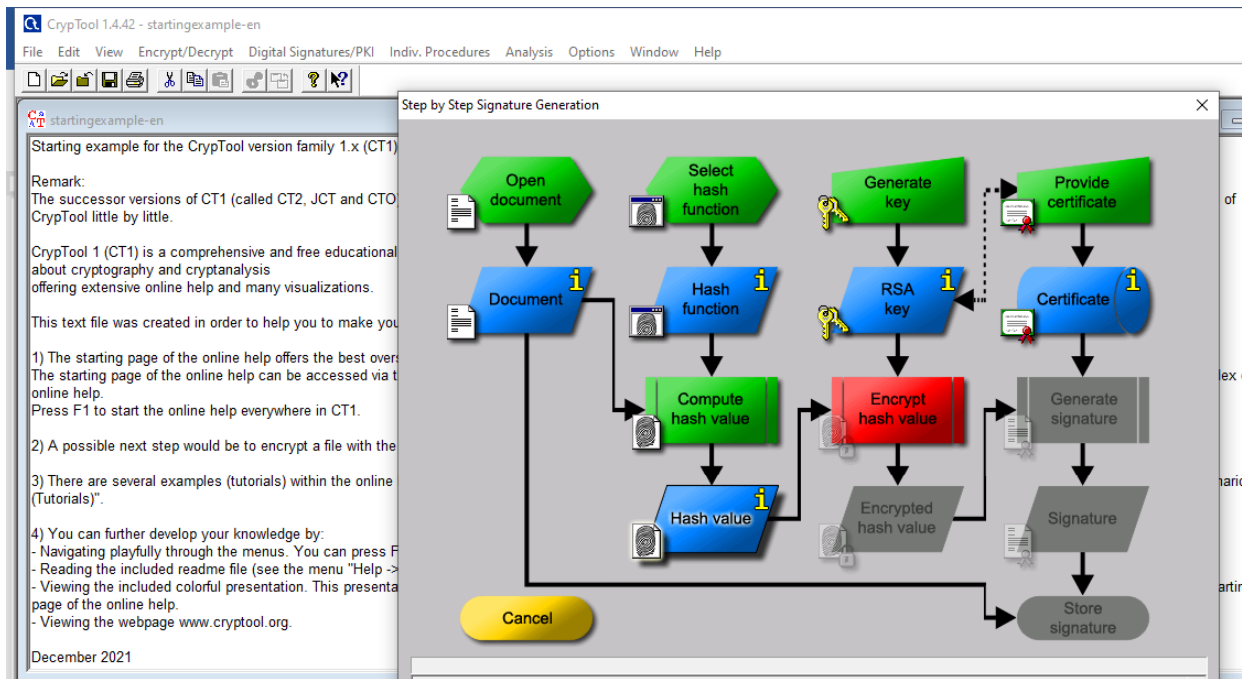 CrypTool 1.4.42 - startingexample-en
File Edit View Encrypt/Decrypt Digital Signatures/PKI Indiv. Procedures Analysis Options Window Help
startingexample-en
Starting example for the CrypTool version family 1.x (CT1)
Remark:
The successor versions of CT1 (called CT2, JCT and CTO
of
CrypTool little by little.
CrypTool 1 (CT1) is a comprehensive and free educational
about cryptography and cryptanalysis
offering extensive online help and many visualizations.
This text file was created in order to help you to make you
1) The starting page of the online help offers the best over
The starting page of the online help can be accessed via t
online help.
Press F1 to start the online help everywhere in CT1.
2) A possible next step would be to encrypt a file with the
3) There are several examples (tutorials) within the online
(Tutorials)".
4) You can further develop your knowledge by:
- Navigating playfully through the menus. You can press F
- Reading the included readme file (see the menu "Help ->
- Viewing the included colorful presentation. This presenta
page of the online help.
- Viewing the webpage www.cryptool.org.
December 2021
Step by Step Signature Generation
Open
document
Select
hash
function
Generate
key
Provide
certificate
Document
Hash
function
RSA
key
Certificate
Compute
hash value
Encrypt
hash value
Generate
signature
Hash value
Encrypted
hash value
Signature
Cancel
Store
signature